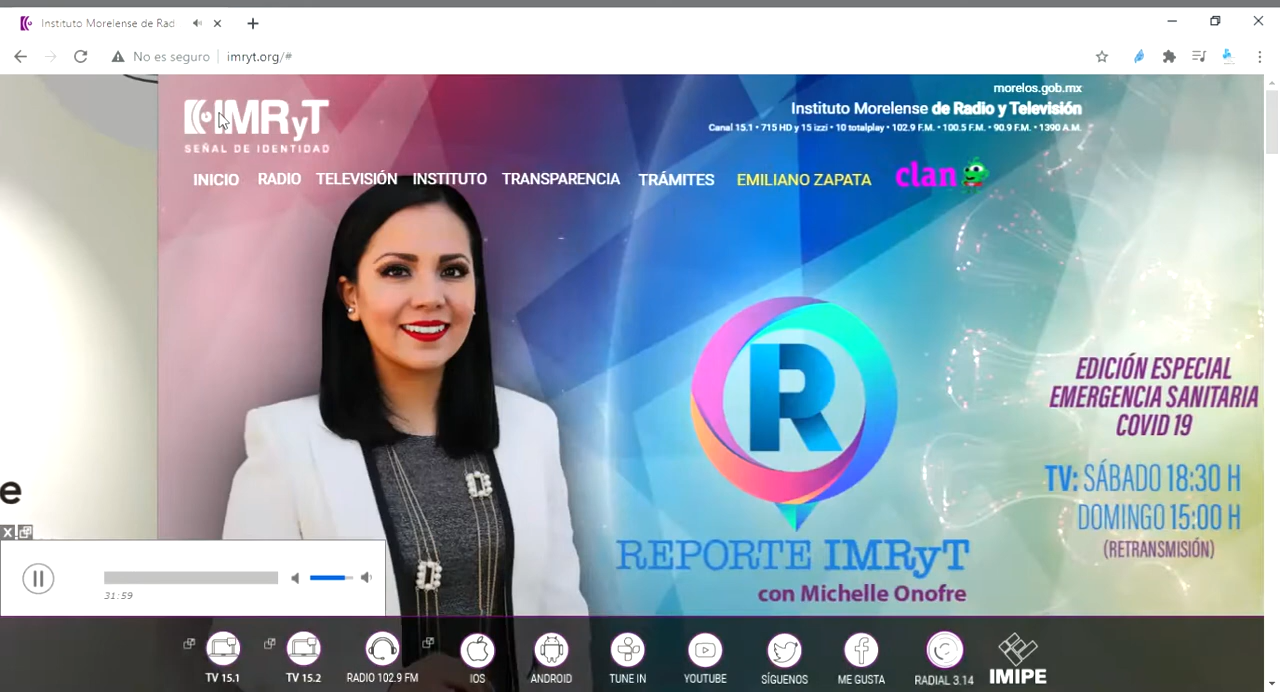 Instituto Morelense de Rad
No es seguro
imryt.org/#
IMRyT
SEÑAL DE IDENTIDAD
morelos.gob.mx
Instituto Morelense de Radio y Televisión
Canal 15.1 • 715 HD y 15 izzi • 10 totalplay • 102.9 F.M. • 100.5 F.M. • 90.9 F.M. • 1390 A.M.
INICIO RADIO TELEVISIÓN INSTITUTO TRANSPARENCIA TRÁMITES EMILIANO ZAPATA clan
R
EDICIÓN ESPECIAL
EMERGENCIA SANITARIA
COVID 19
TV: SÁBADO 18:30 H
DOMINGO 15:00 H
(RETRANSMISIÓN)
e
X
REPORTE IMRyT
con Michelle Onofre
31:59
TV 15.1 TV 15.2 RADIO 102.9 FM IOS ANDROID TUNE IN YOUTUBE SÍGUENOS ME GUSTA RADIAL 3.14 IMIPE